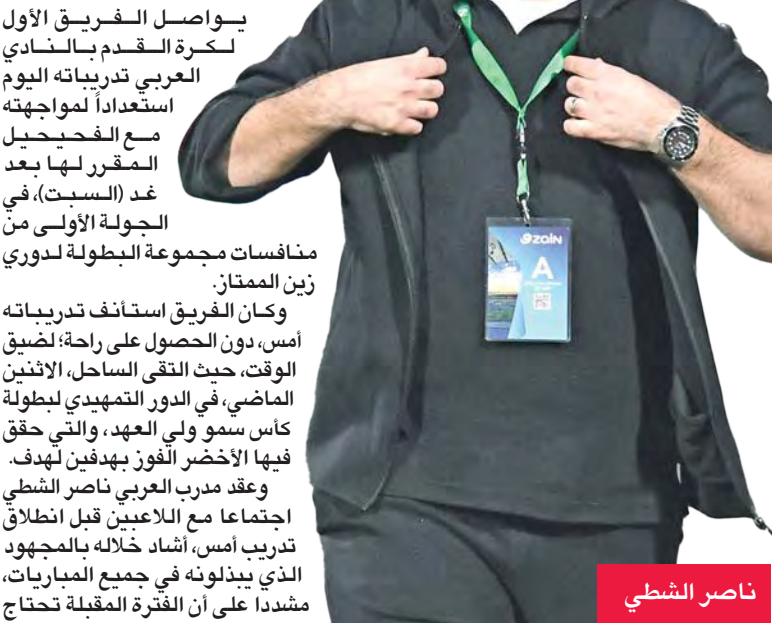 يواصل الفريق الأول
لكرة القدم بالنادي
العربي تدريباته اليوم
استعداداً لمواجهته
مع الفحيحيل
المقرر لها بعد
غد (السبت)، في
الجولة الأولى من
منافسات مجموعة البطولة لدوري
زين الممتاز.
وكان الفريق استأنف تدريباته
أمس، دون الحصول على راحة؛ لضيق
الوقت، حيث التقى الساحل، الاثنين
الماضي، في الدور التمهيدي لبطولة
كأس سمو ولي العهد، والتي حقق
فيها الأخضر الفوز بهدفين لهدف.
وعقد مدرب العربي ناصر الشطي
اجتماعا مع اللاعبين قبل انطلاق
تدريب أمس، أشاد خلاله بالمجهود
الذي يبذلونه في جميع المباريات،
مشددا على أن الفترة المقبلة تحتاج
zain
A
ناصر الشطي